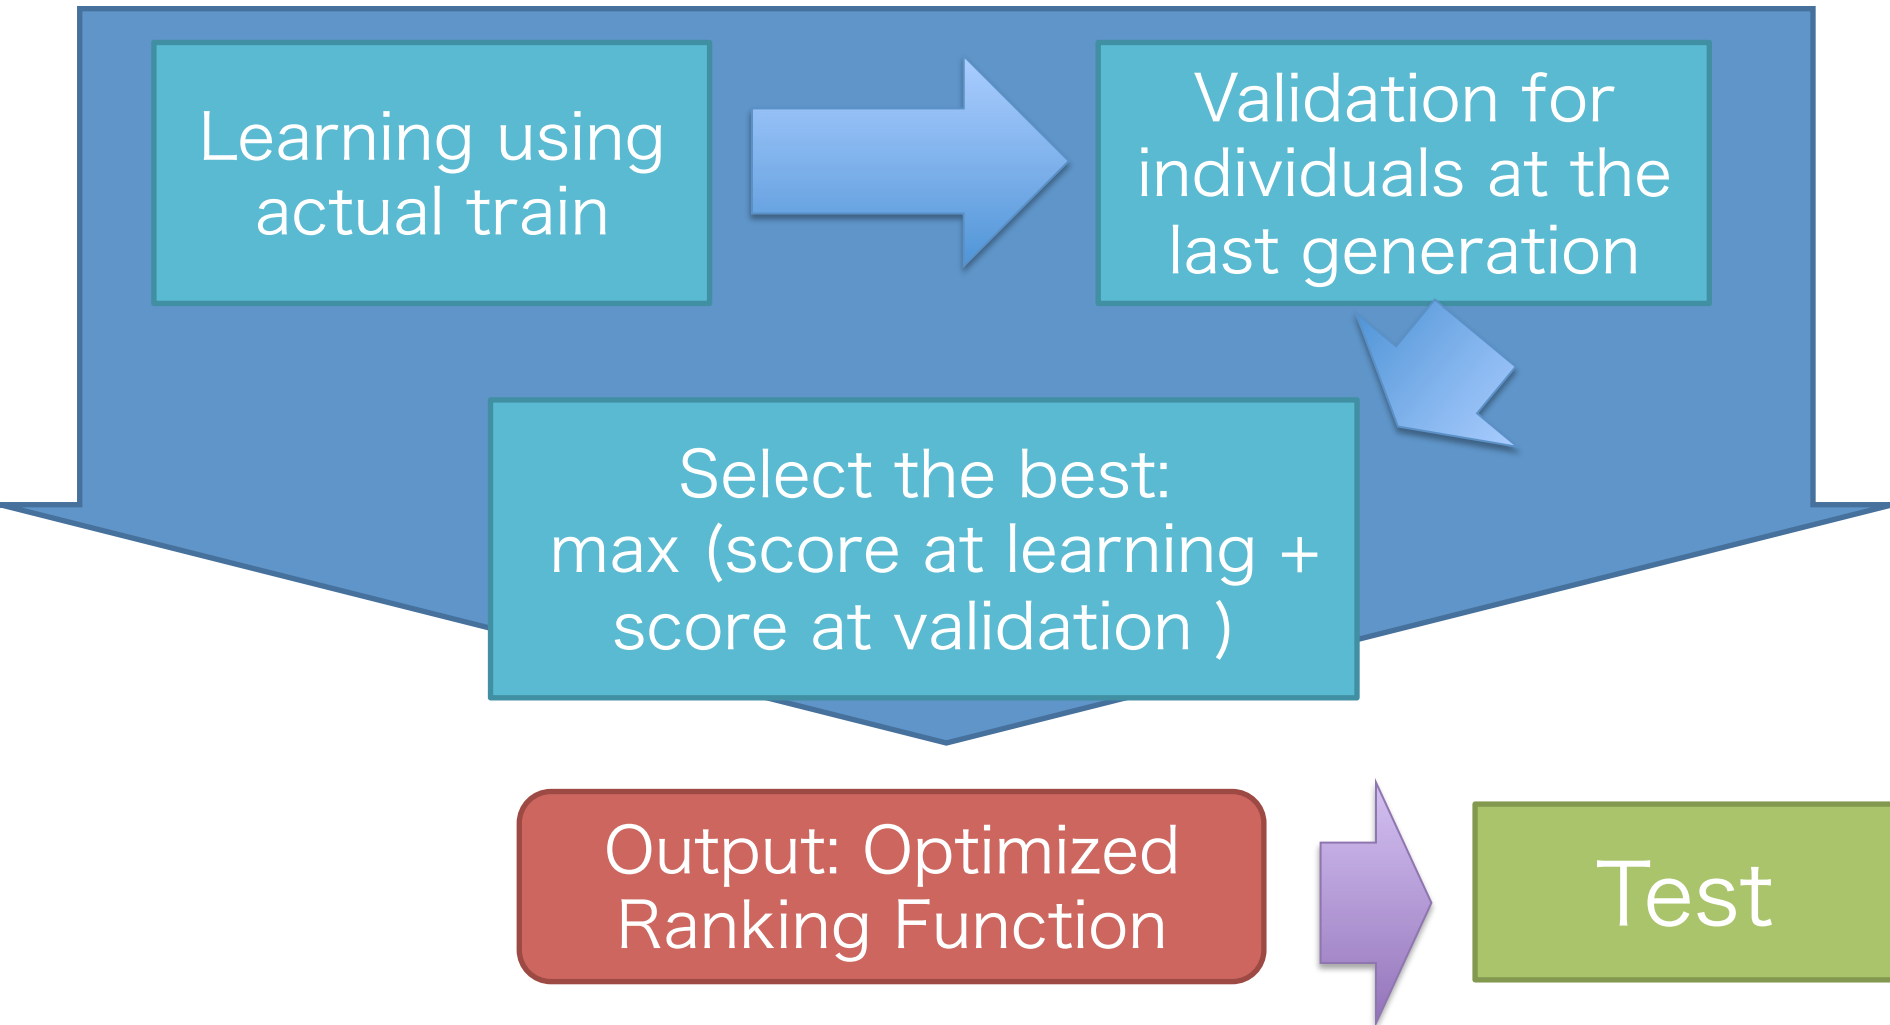 Learning using
actual train
Validation for
individuals at the
last generation
Select the best:
max (score at learning +
score at validation )
Output: Optimized
Ranking Function
Test